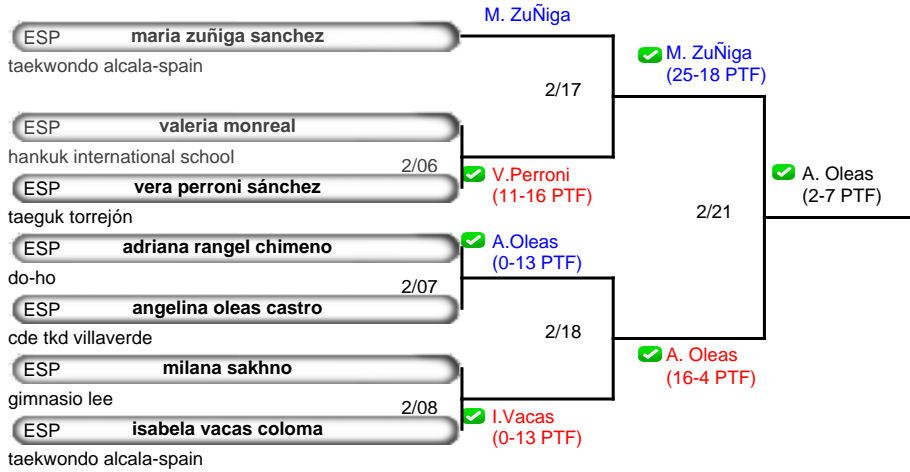 M. ZuÑiga
ESP maria zuñiga sanchez
taekwondo alcala-spain
M. ZuÑiga
(25-18 PTF)
2/17
ESP valeria monreal
hankuk international school
2/06
V.Perroni
(11-16 PTF)
ESP vera perroni sánchez
taeguk torrejón
A. Oleas
(2-7 PTF)
2/21
ESP adriana rangel chimeno
do-ho
A.Oleas
(0-13 PTF)
2/07
ESP angelina oleas castro
cde tkd villaverde
2/18
A. Oleas
(16-4 PTF)
ESP milana sakhno
gimnasio lee
2/08
I.Vacas
(0-13 PTF)
ESP isabela vacas coloma
taekwondo alcala-spain